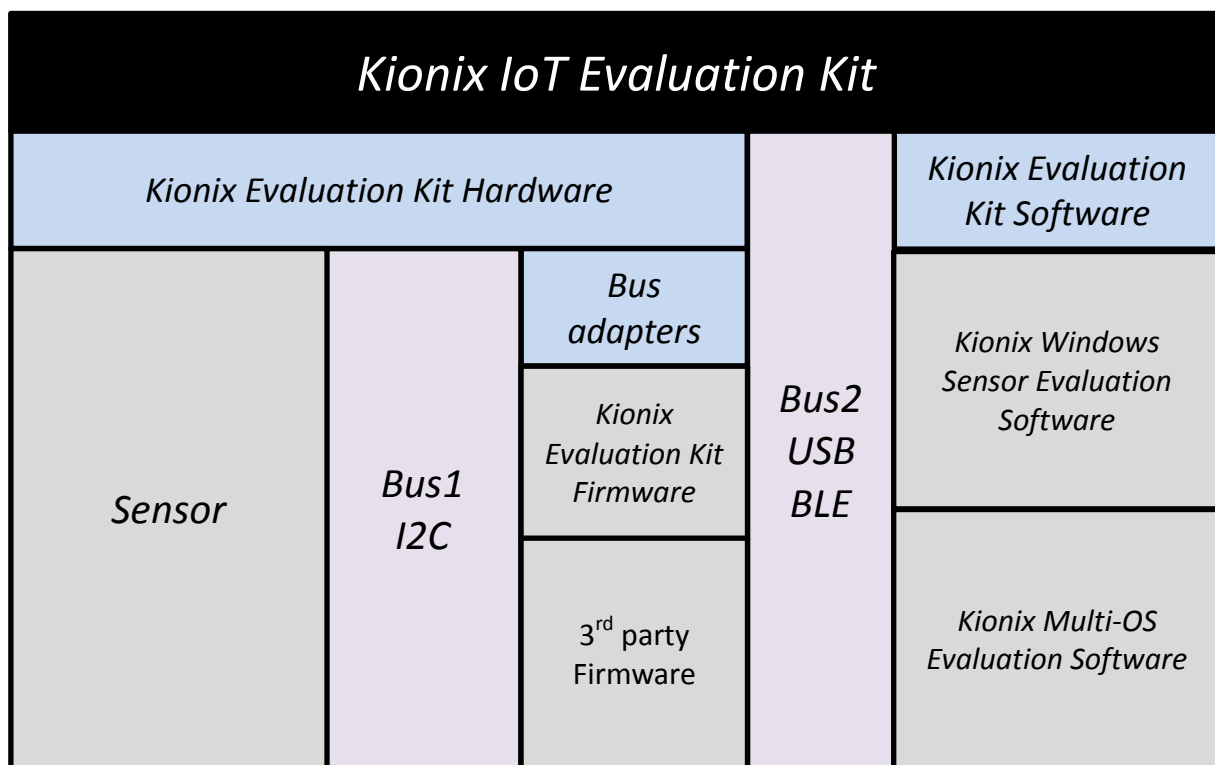 Kionix IoT Evaluation Kit
Kionix Evaluation Kit Hardware
Kionix Evaluation
Kit Software
Sensor
Bus1
I2C
Bus
adapters
Kionix
Evaluation Kit
Firmware
3rd party
Firmware
Bus2
USB
BLE
Kionix Windows
Sensor Evaluation
Software
Kionix Multi-OS
Evaluation Software